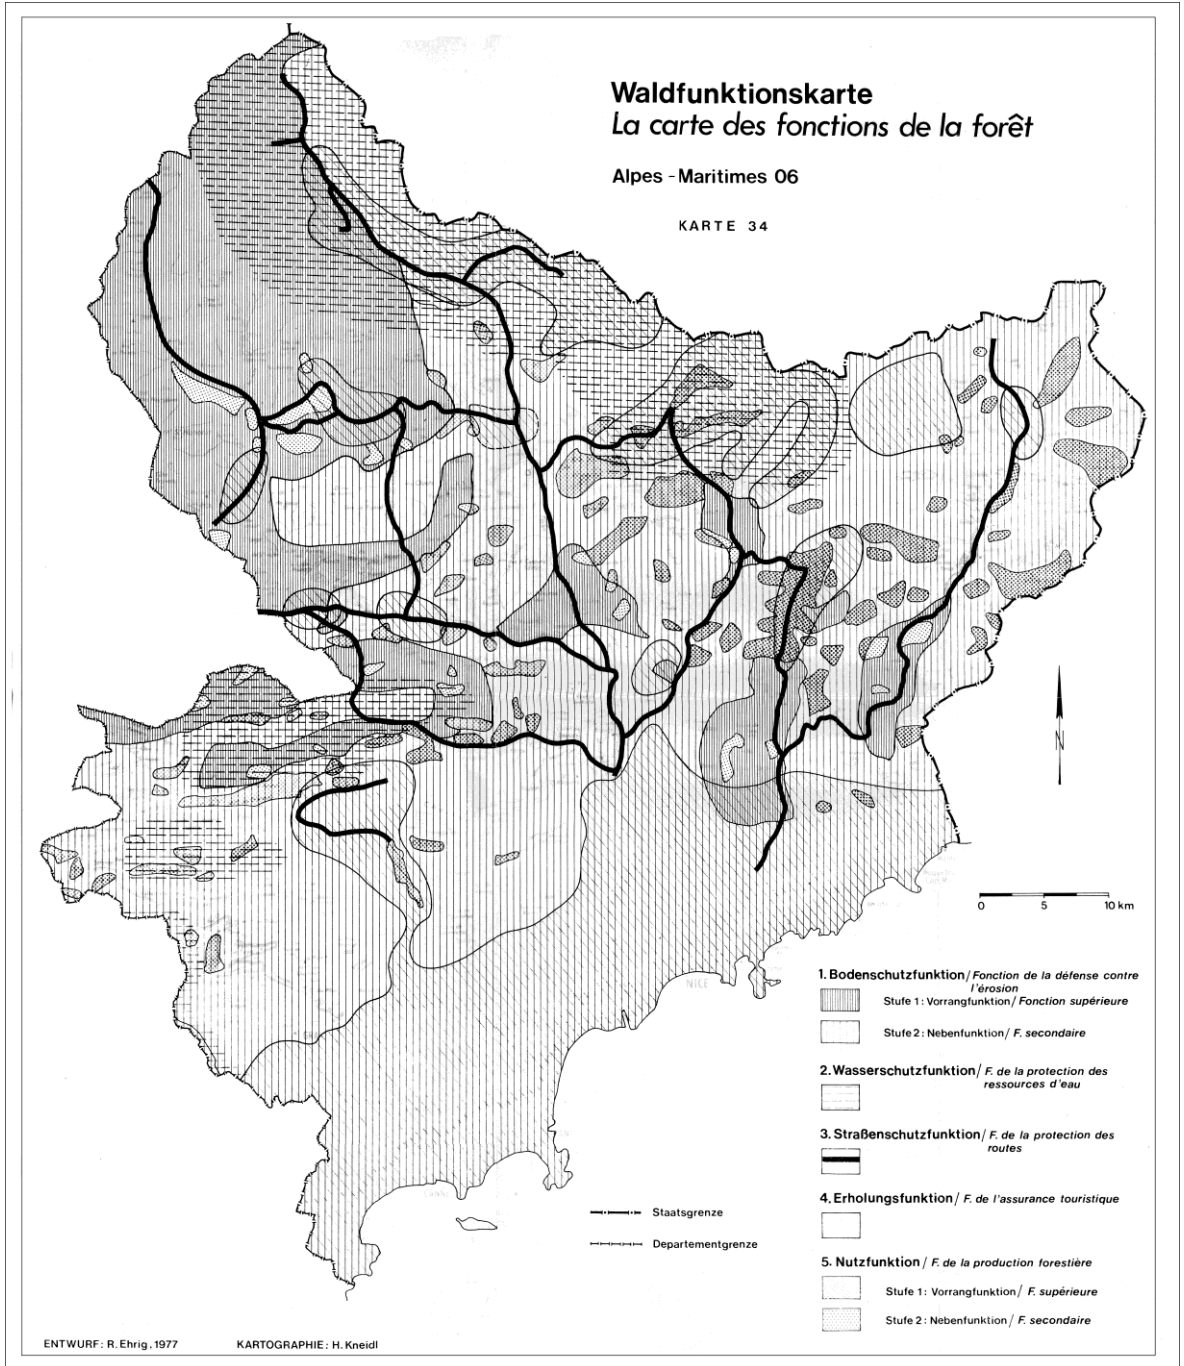 Waldfunktionskarte
La carte des fonctions de la forêt
Alpes - Maritimes 06
KARTE 34
N
0 5 10 km
NICE
1. Bodenschutzfunktion / Fonction de la défense contre
l'érosion
Stufe 1: Vorrangfunktion / Fonction supérieure
Stufe 2: Nebenfunktion / F. secondaire
2. Wasserschutzfunktion / F. de la protection des
ressources d'eau
3. Straßenschutzfunktion / F. de la protection des
routes
4. Erholungsfunktion / F. de l'assurance touristique
5. Nutzfunktion / F. de la production forestière
Stufe 1: Vorrangfunktion / F. supérieure
Stufe 2: Nebenfunktion / F. secondaire
Staatsgrenze
Departementgrenze
ENTWURF: R. Ehrig, 1977 KARTOGRAPHIE: H. Kneidl